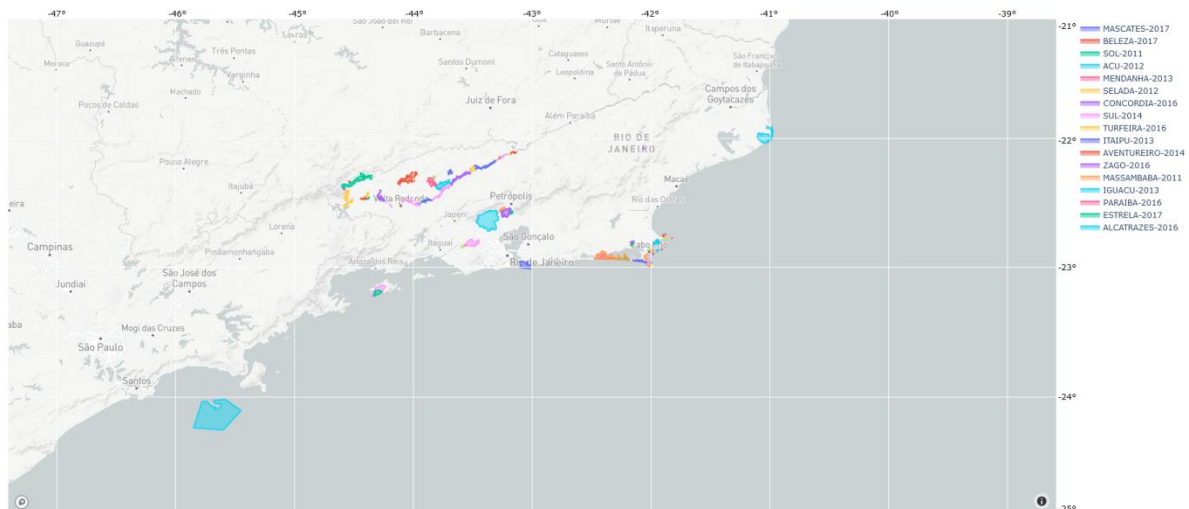 -47° -46° -45° -44° -43° -42° -41° -40° -39°
-21°
Barbacena
Itaperuna
Guaxupé
Três Pontas
Mococa
Alfenas
Varginha
Santos Dumont
Cataguases
Leopoldina
Santo Antônio
de Pádua
São Francisco
de Itabapoana
Machado
Poços de Caldas
Juiz de Fora
Campos dos
Goytacazes
Além Paraíba
RIO DE
JANEIRO
-22°
Pouso Alegre
Itajubá
Volta Redonda
Petrópolis
Macaé
Rio das Ostras
Japeri
Lorena
São Gonçalo
Itaguaí
Cabo Frio
Campinas
Pindamonhangaba
Angra dos Reis
Rio de Janeiro
-23°
São José dos
Campos
Jundiaí
Mogi das Cruzes
São Paulo
Santos
-24°
-25°
MASCATES-2017
BELEZA-2017
SOL-2011
ACU-2012
MENDANHA-2013
SELADA-2012
CONCORDIA-2016
SUL-2014
TURFEIRA-2016
ITAIPU-2013
AVENTUREIRO-2014
ZAGO-2016
MASSAMBABA-2011
IGUACU-2013
PARAIBA-2016
ESTRELA-2017
ALCATRAZES-2016